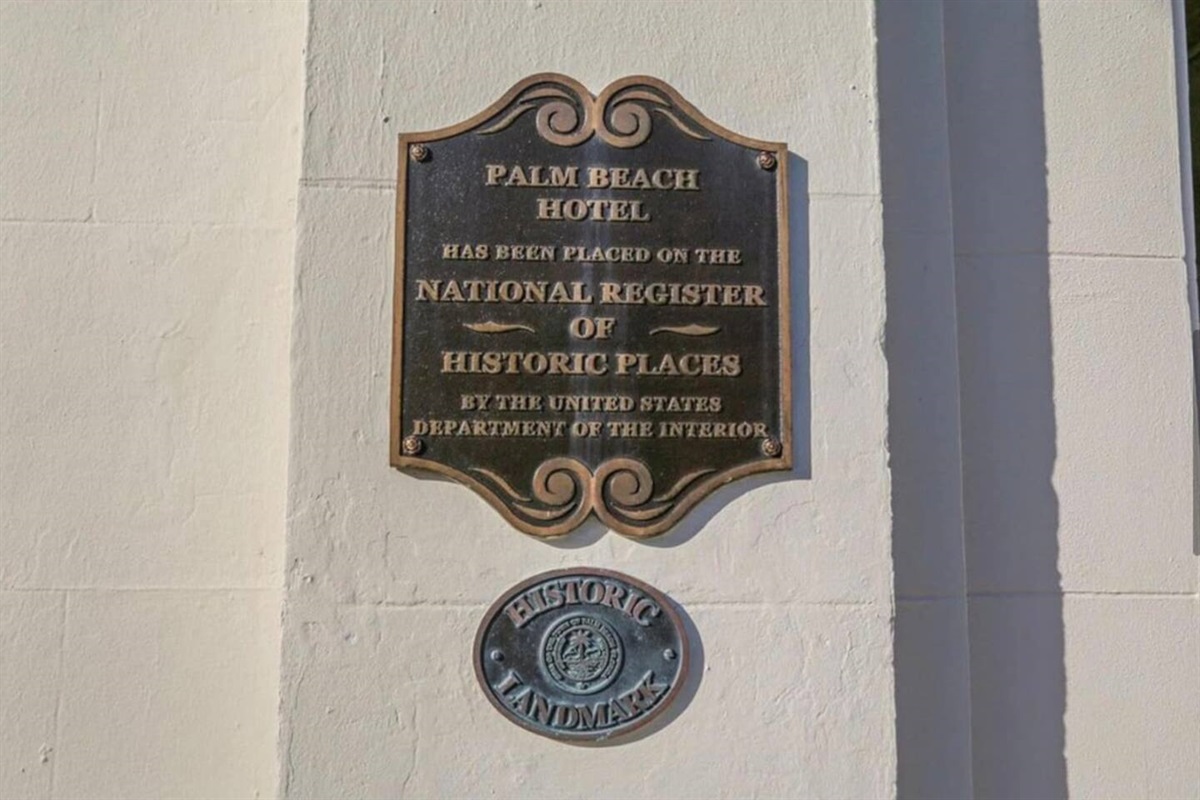 PALM BEACH
HOTEL
HAS BEEN PLACED ON THE
NATIONAL REGISTER
OF
HISTORIC PLACES
BY THE UNITED STATES
DEPARTMENT OF THE INTERIOR
HISTORIC
LANDMARK